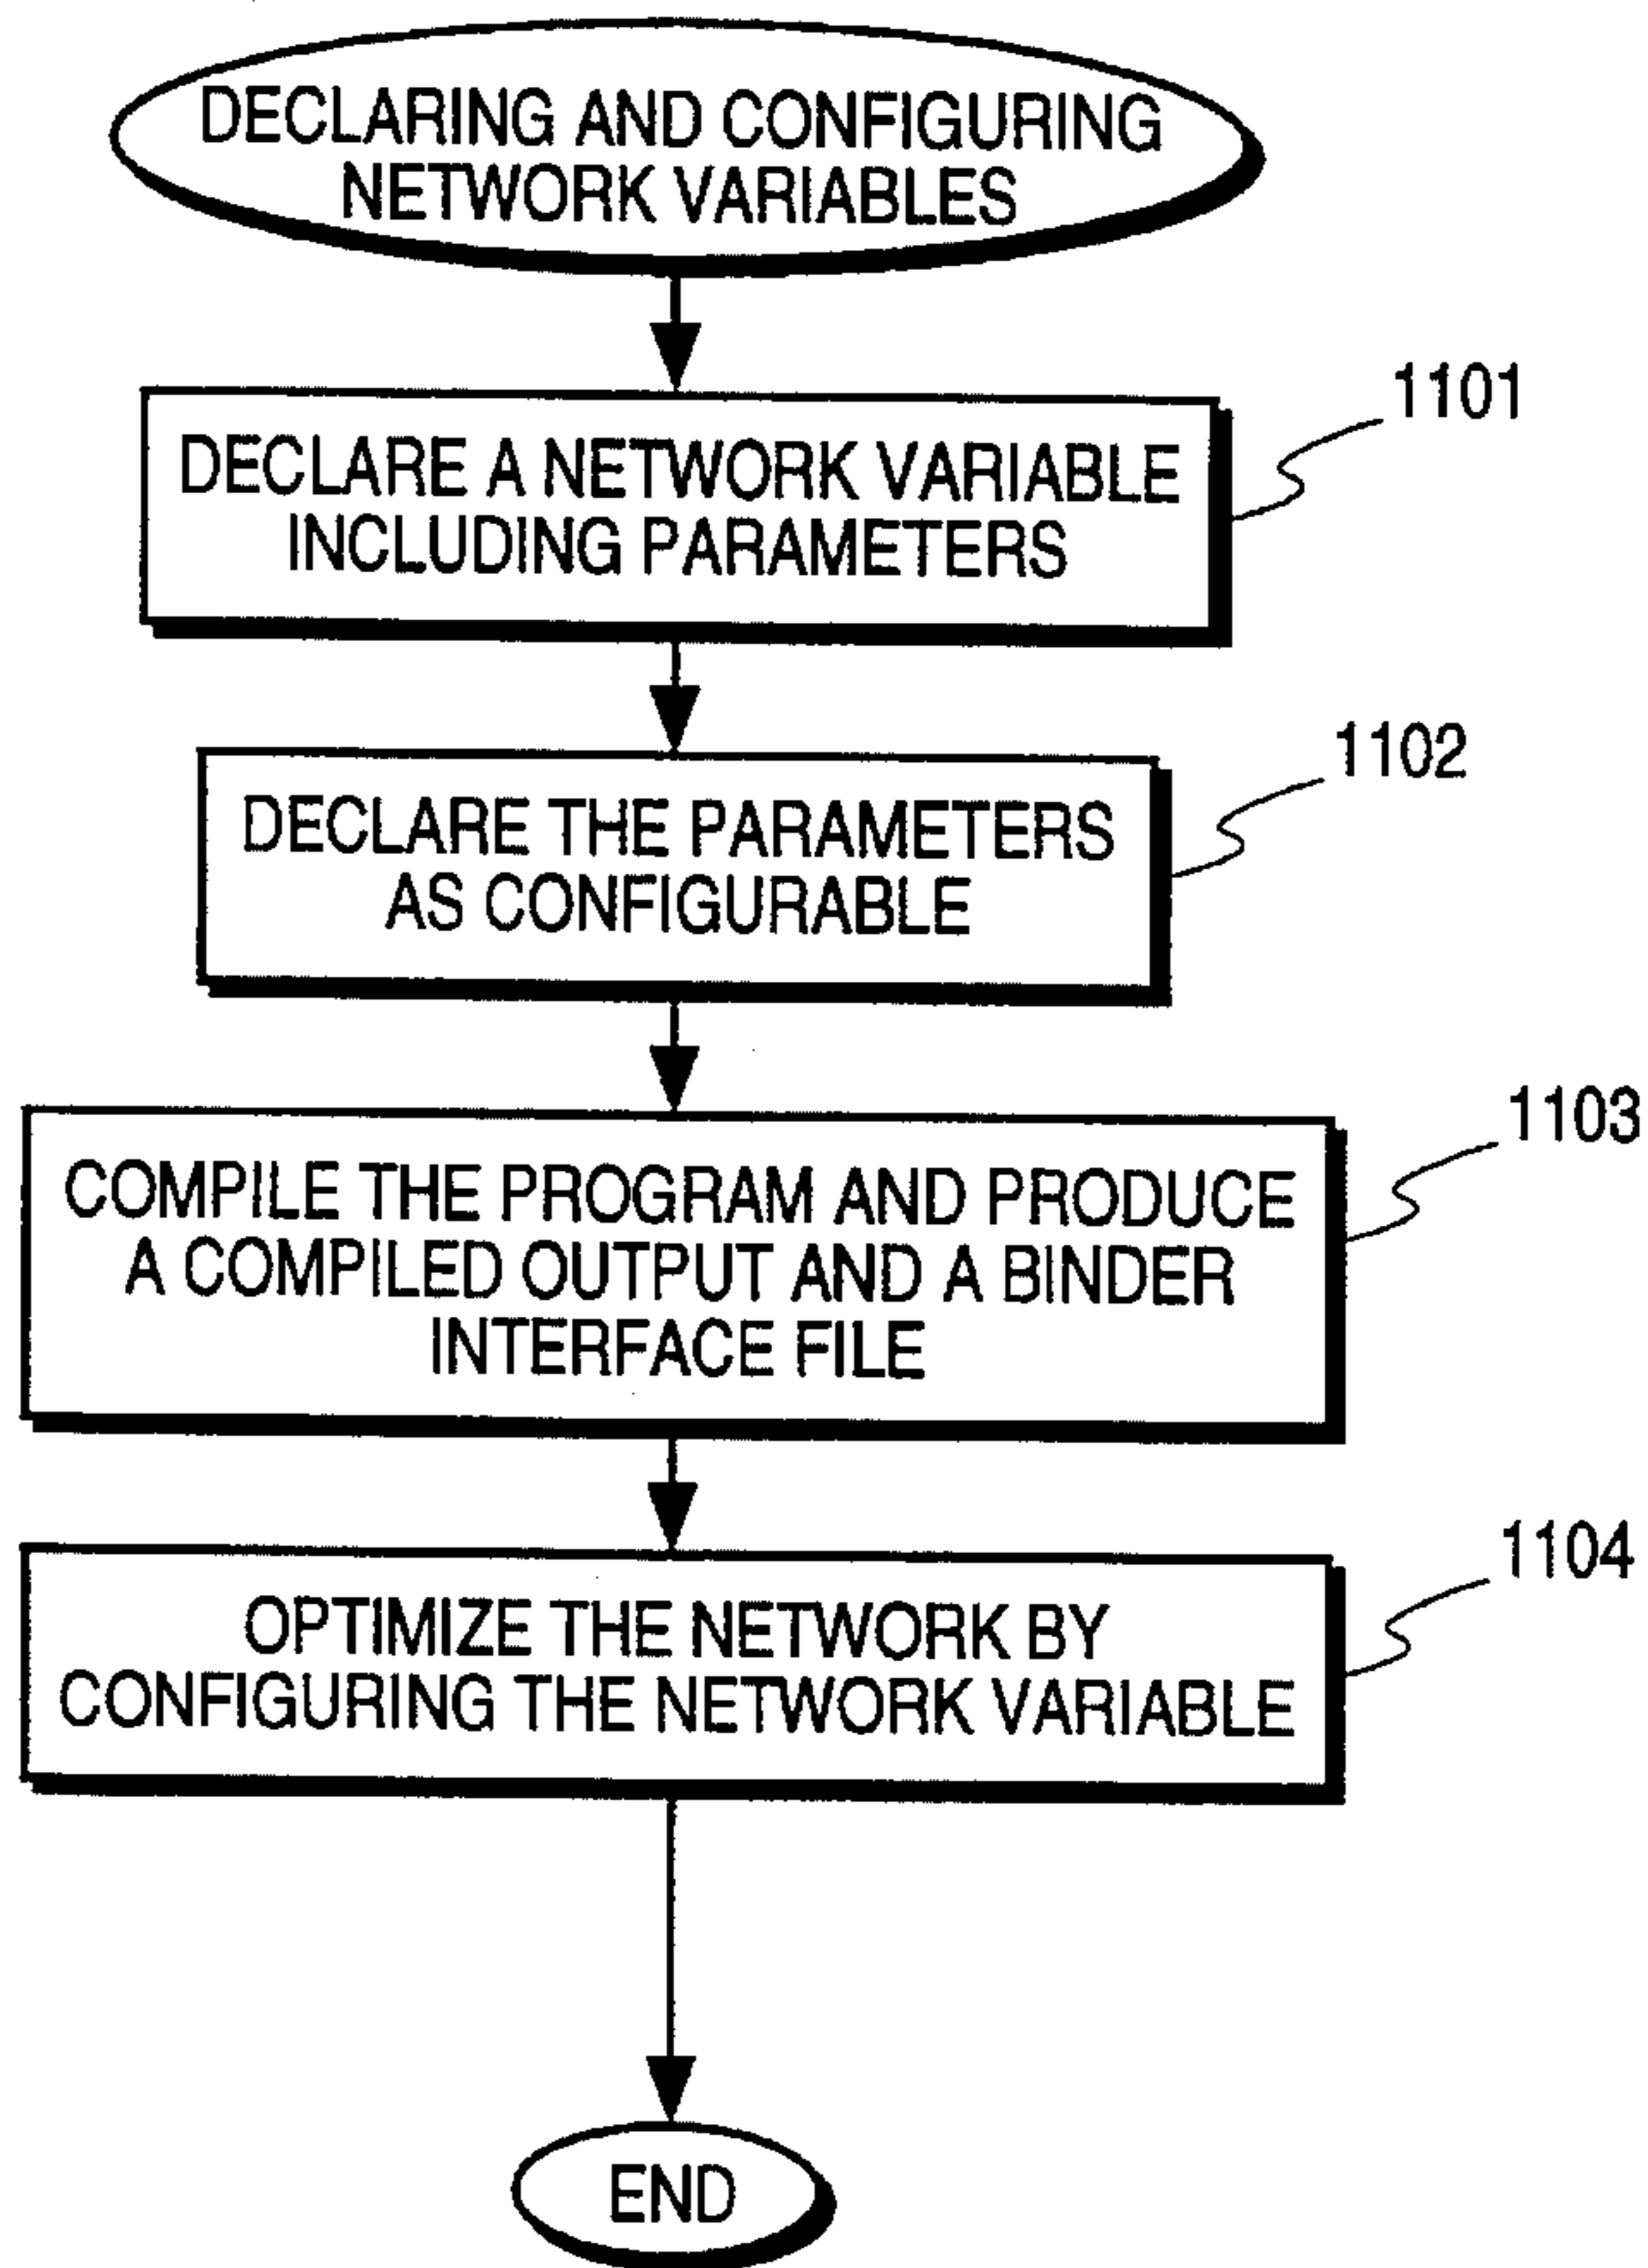 DECLARING AND CONFIGURING
NETWORK VARIABLES
1101
DECLARE A NETWORK VARIABLE
INCLUDING PARAMETERS
1102
DECLARE THE PARAMETERS
AS CONFIGURABLE
1103
COMPILE THE PROGRAM AND PRODUCE
A COMPILED OUTPUT AND A BINDER
INTERFACE FILE
1104
OPTIMIZE THE NETWORK BY
CONFIGURING THE NETWORK VARIABLE
END